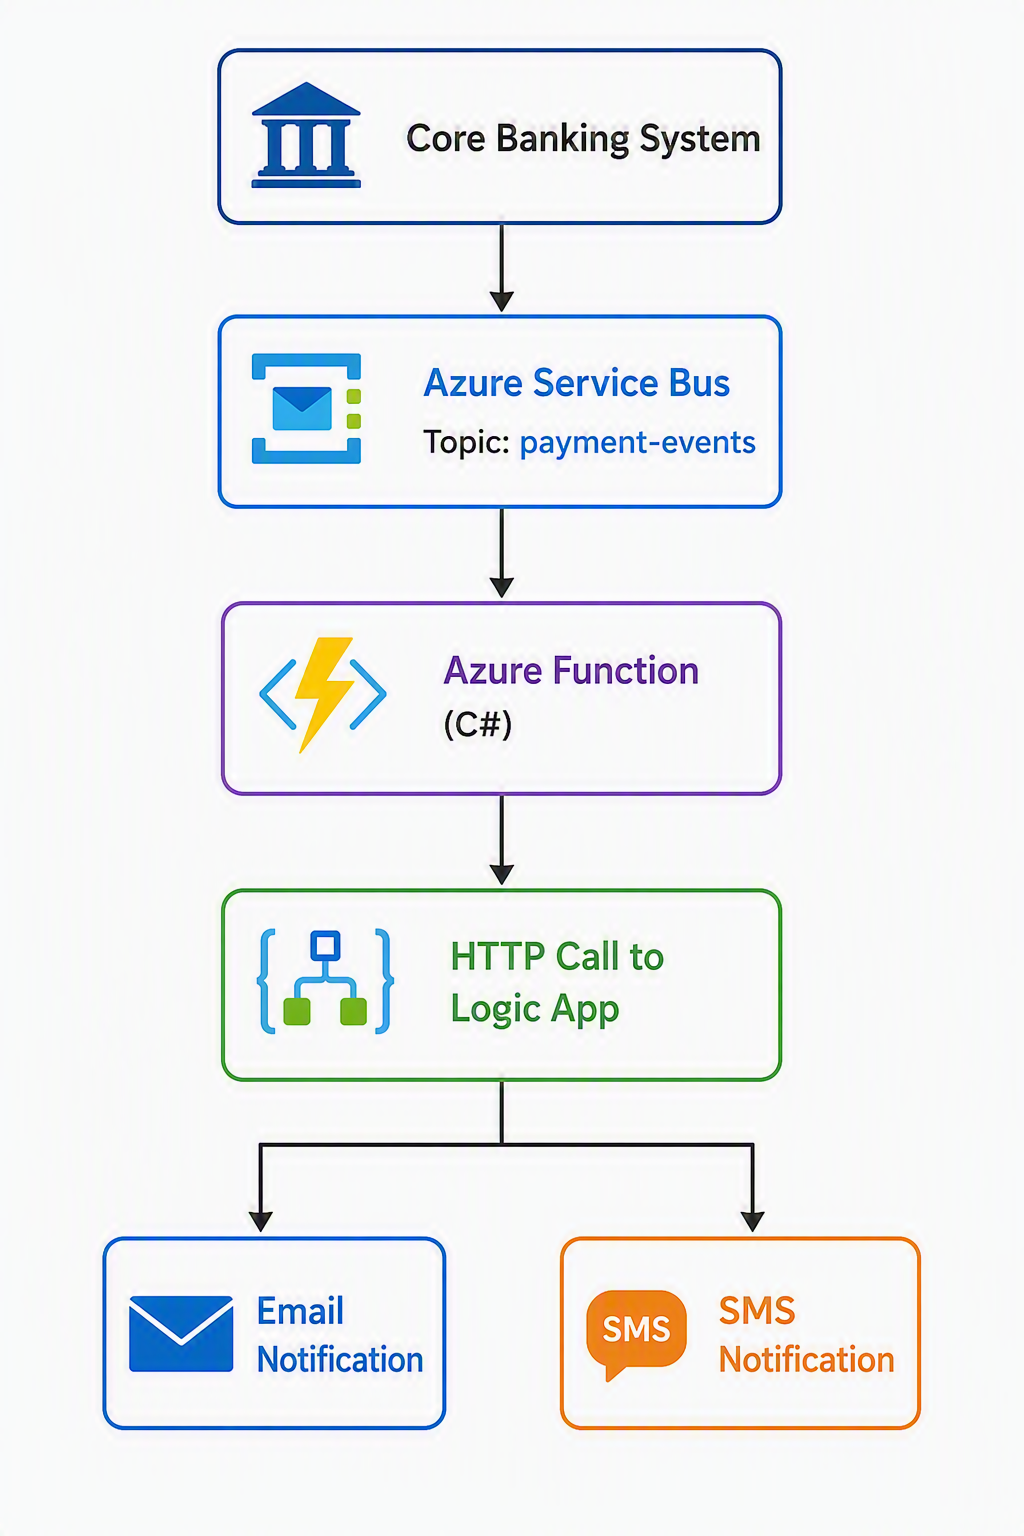 Core Banking System
Azure Service Bus
Topic: payment-events
Azure Function
(C#)
HTTP Call to
Logic App
Email
Notification
SMS
SMS
Notification